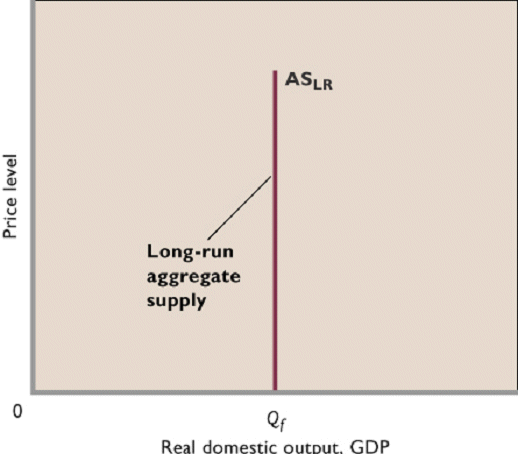 AS_LR
Price level
Long-run
aggregate
supply
0
Q_f
Real domestic output, GDP